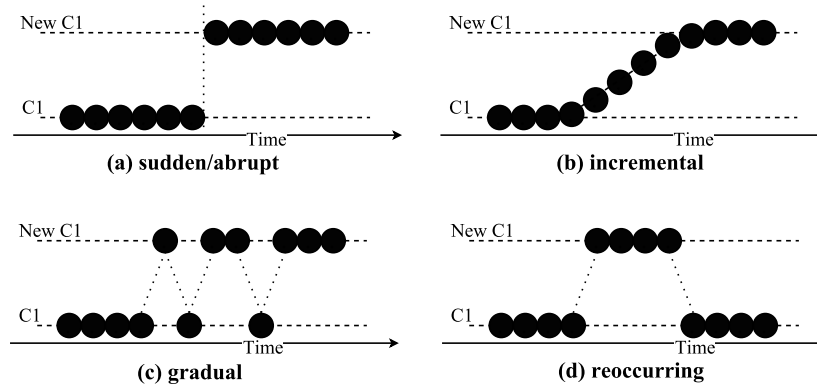 New C1
C1
Time
(a) sudden/abrupt
New C1
C1
Time
(b) incremental
New C1
C1
Time
(c) gradual
New C1
C1
Time
(d) reoccurring